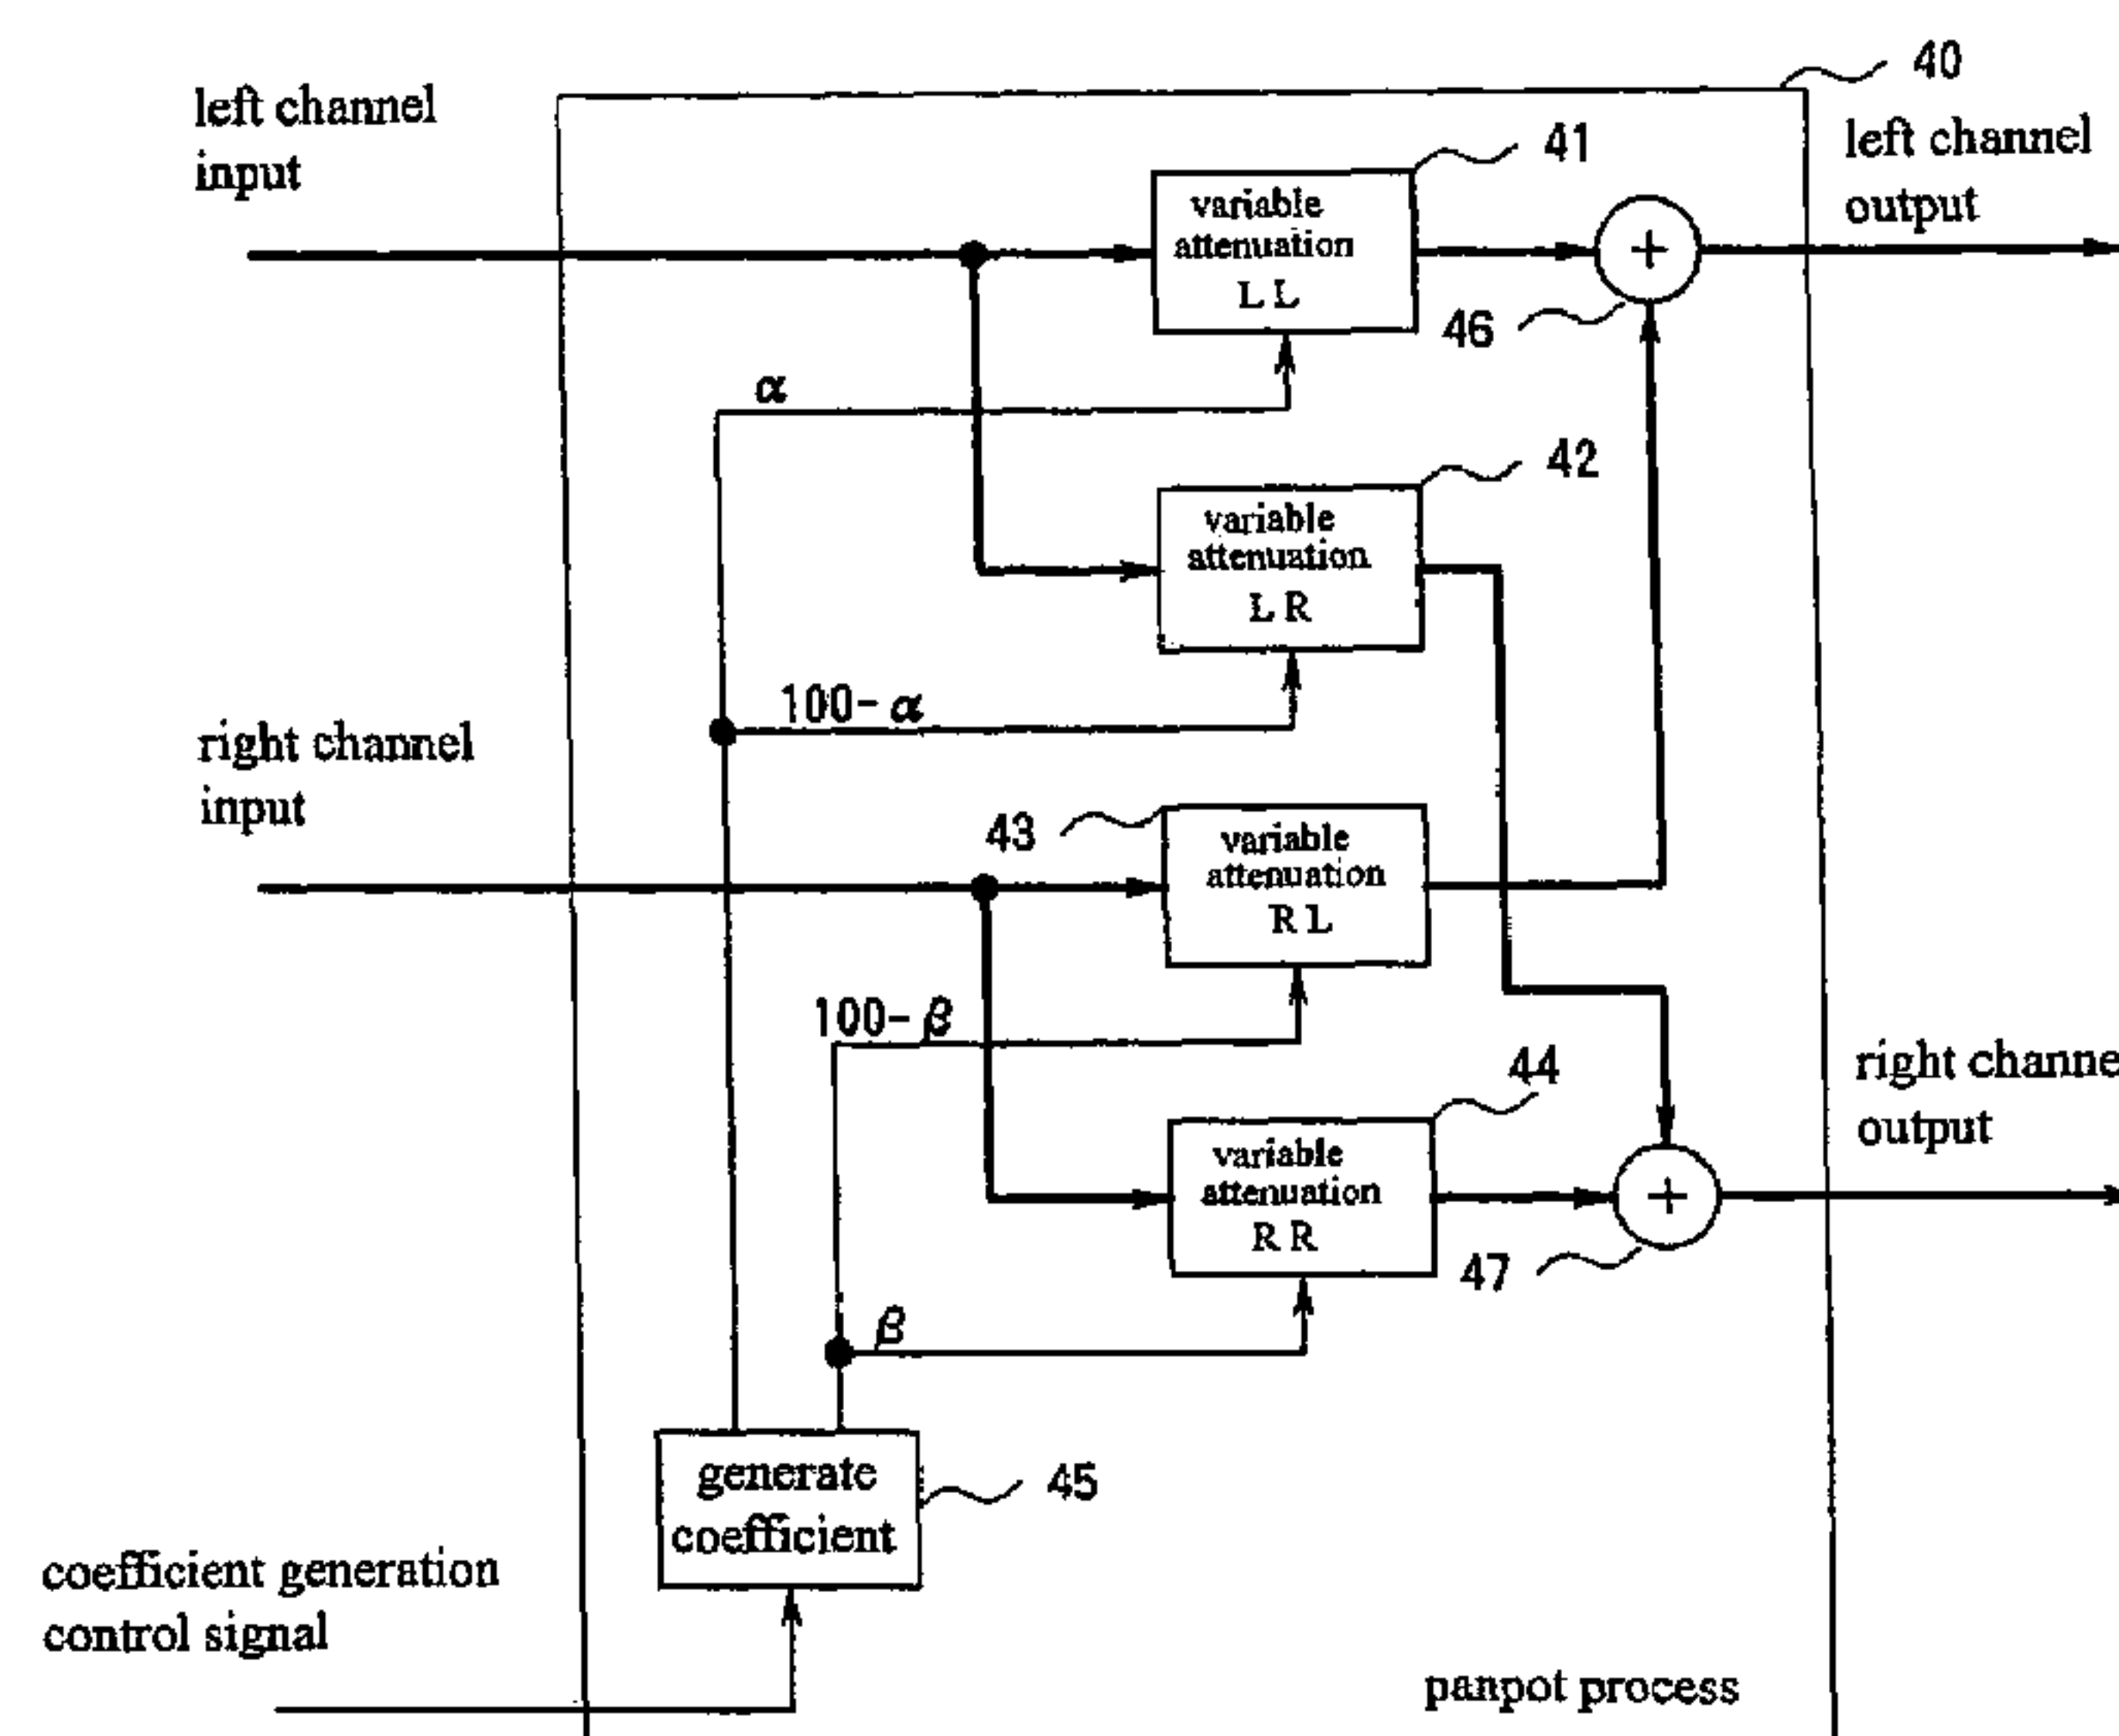 40
left channel
input
left channel
output
41
variable
attenuation
L L
46
α
42
variable
attenuation
L R
100-α
right channel
input
43
variable
attenuation
R L
100-β
44
right channe
output
variable
attenuation
R R
47
β
generate
coefficient
45
coefficient generation
control signal
panpot process